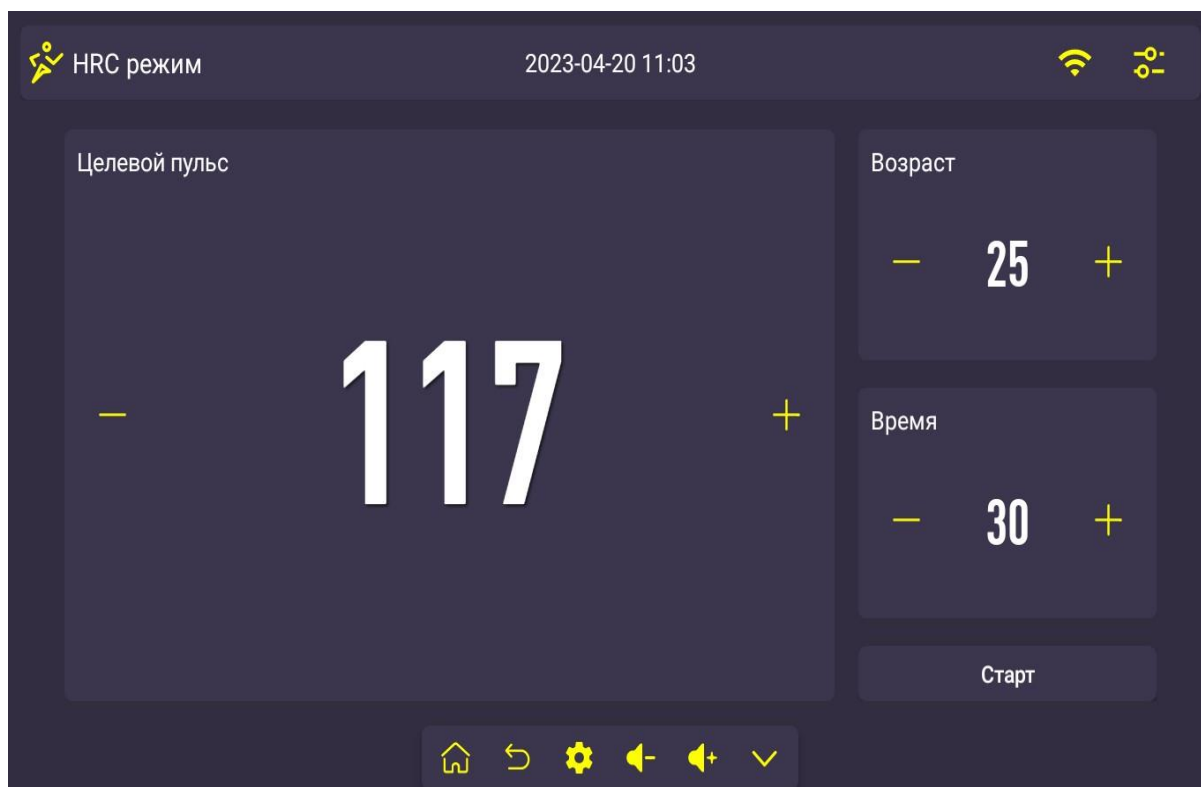 HRC режим
2023-04-20 11:03
Целевой пульс
117
Возраст
25
Время
30
Старт